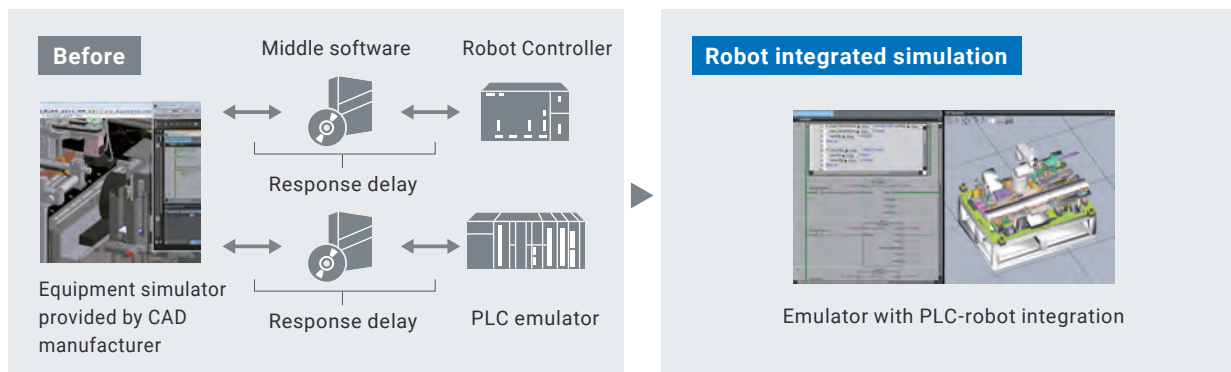 Before
Middle software
Robot Controller
Response delay
Response delay
Equipment simulator
provided by CAD
manufacturer
PLC emulator
Robot integrated simulation
Emulator with PLC-robot integration